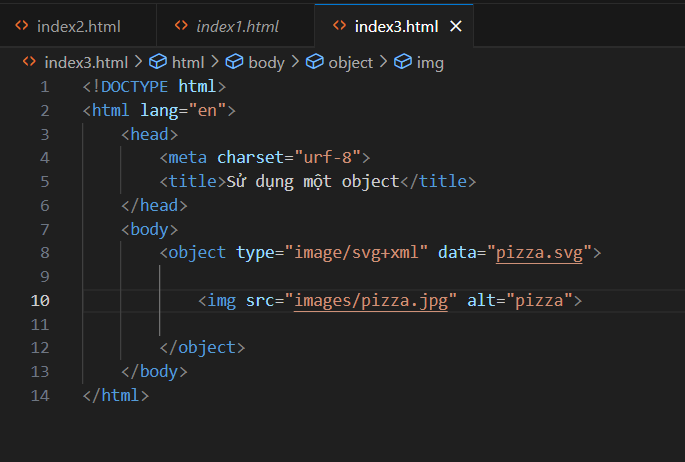 index2.html index1.html index3.html
index3.html > html > body > object > img
1 <!DOCTYPE html>
2 <html lang="en">
3 <head>
4 <meta charset="urf-8">
5 <title>Sử dụng một object</title>
6 </head>
7 <body>
8 <object type="image/svg+xml" data="pizza.svg">
9
10 <img src="images/pizza.jpg" alt="pizza">
11
12 </object>
13 </body>
14 </html>